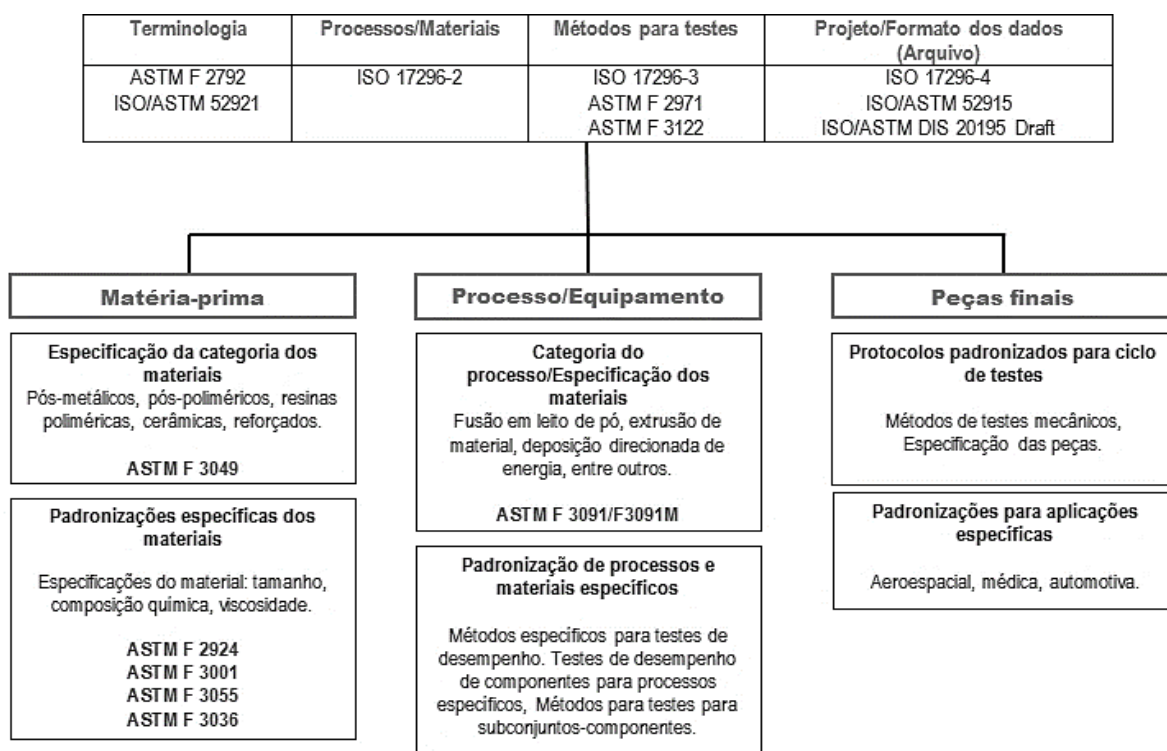 Terminologia
Processos/Materiais
Métodos para testes
Projeto/Formato dos dados
(Arquivo)
ASTM F 2792
ISO/ASTM 52921
ISO 17296-2
ISO 17296-3
ASTM F 2971
ASTM F 3122
ISO 17296-4
ISO/ASTM 52915
ISO/ASTM DIS 20195 Draft
Matéria-prima
Especificação da categoria dos
materiais
Pós-metálicos, pós-poliméricos, resinas
poliméricas, cerâmicas, reforçados.
ASTM F 3049
Padronizações específicas dos
materiais
Especificações do material: tamanho,
composição química, viscosidade.
ASTM F 2924
ASTM F 3001
ASTM F 3055
ASTM F 3036
Processo/Equipamento
Categoria do
processo/Especificação dos
materiais
Fusão em leito de pó, extrusão de
material, deposição direcionada de
energia, entre outros.
ASTM F 3091/F3091M
Padronização de processos e
materiais específicos
Métodos específicos para testes de
desempenho. Testes de desempenho
de componentes para processos
específicos, Métodos para testes para
subconjuntos-componentes.
Peças finais
Protocolos padronizados para ciclo
de testes
Métodos de testes mecânicos,
Especificação das peças.
Padronizações para aplicações
específicas
Aeroespacial, médica, automotiva.